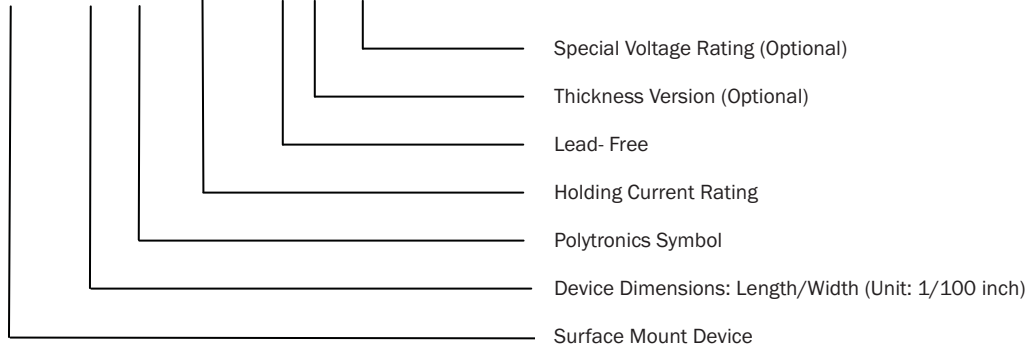 Special Voltage Rating (Optional)
Thickness Version (Optional)
Lead- Free
Holding Current Rating
Polytronics Symbol
Device Dimensions: Length/Width (Unit: 1/100 inch)
Surface Mount Device